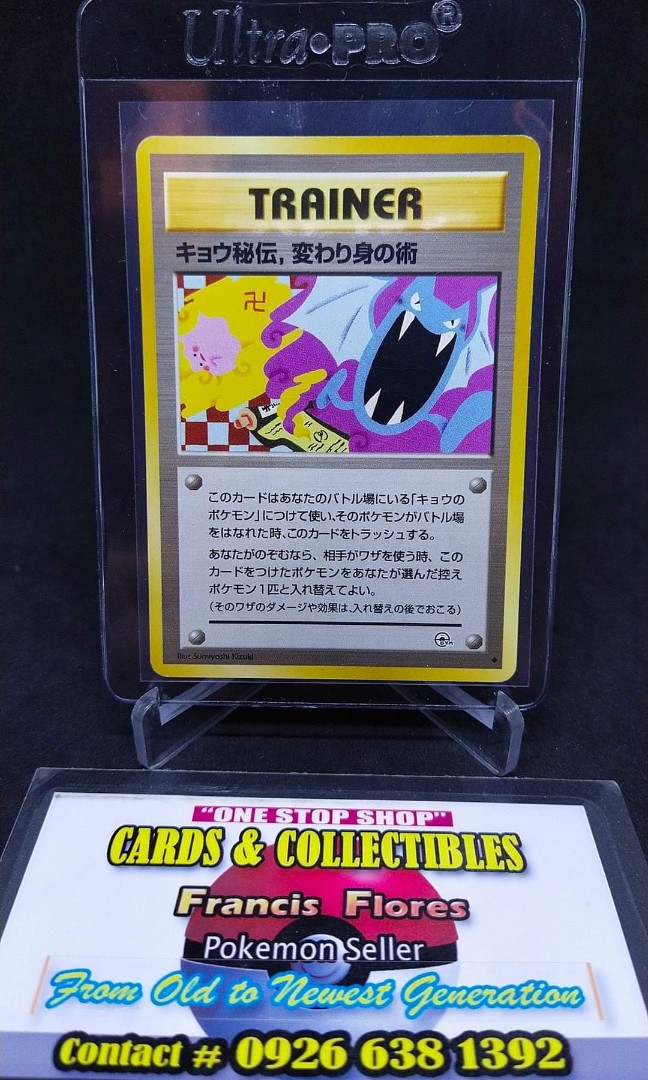 Ultra•PRO®
TRAINER
キョウ秘伝, 変わり身の術
卍
このカードはあなたのバトル場にいる「キョウの
ポケモン」につけて使い、そのポケモンがバトル場
をはなれた時、このカードをトラッシュする。
あなたがのぞむなら、相手がワザを使う時、この
カードをつけたポケモンをあなたが選んだ控え
ポケモン1匹と入れ替えてよい。
(そのワザのダメージや効果は、入れ替えの後でおこる)
GYM
Illus. Sumiyoshi Kizuki
"ONE STOP SHOP"
CARDS & COLLECTIBLES
Francis Flores
Pokemon Seller
From Old to Newest Generation
Contact # 0926 638 1392